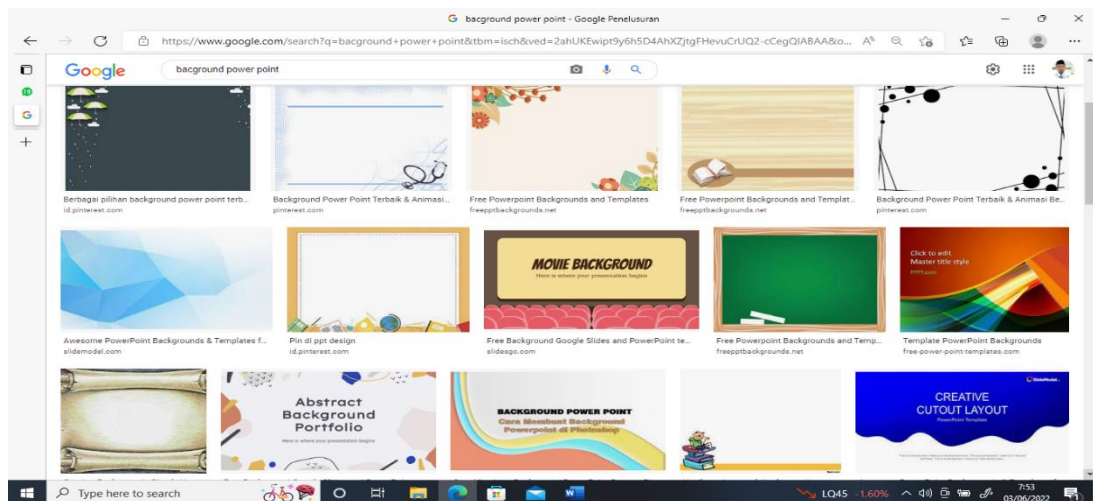 bacground power point - Google Penelusuran
https://www.google.com/search?q=bacground+power+point&tbm=isch&ved=2ahUKEwipt9y6h5D4AhXZjtgFHevuCrUQ2-cCegQIABAA&o...
Google
bacground power point
Berbagai pilihan background power point terb...
id.pinterest.com
Background Power Point Terbaik & Animasi...
pinterest.com
Free Powerpoint Backgrounds and Templates
freepptbackgrounds.net
Free Powerpoint Backgrounds and Templat...
freepptbackgrounds.net
Background Power Point Terbaik & Animasi Be...
pinterest.com
MOVIE BACKGROUND
Here is where your presentation begins
Click to edit
Master title style
FPPT.com
Awesome PowerPoint Backgrounds & Templates f...
slidemodel.com
Pin di ppt design
id.pinterest.com
Free Background Google Slides and PowerPoint te...
slidesgo.com
Free Powerpoint Backgrounds and Temp...
freepptbackgrounds.net
Template PowerPoint Backgrounds
free-power-point-templates.com
Abstract
Background
Portfolio
Here is where your presentation begins
BACKGROUND POWER POINT
Cara Membuat Background
Powerpoint di Photoshop
SlideModel...
CREATIVE
CUTOUT LAYOUT
PowerPoint Template
Type here to search
LQ45 -1.60%
7:53
03/06/2022